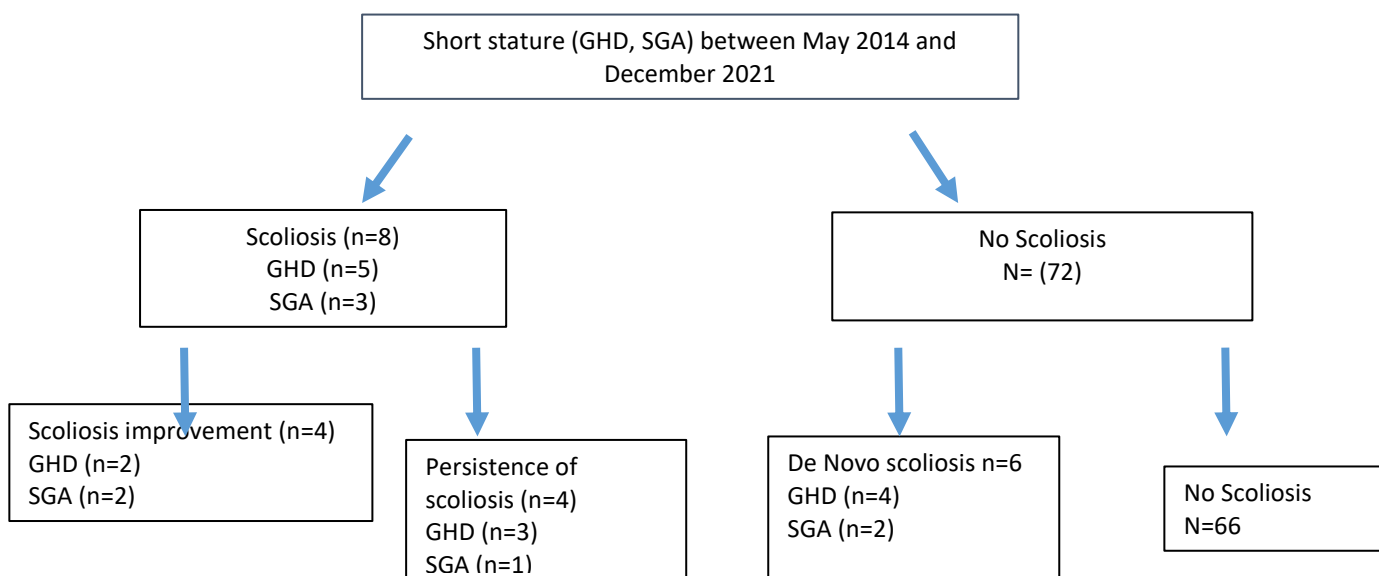 Short stature (GHD, SGA) between May 2014 and
December 2021
Scoliosis (n=8)
GHD (n=5)
SGA (n=3)
No Scoliosis
N= (72)
Scoliosis improvement (n=4)
GHD (n=2)
SGA (n=2)
Persistence of
scoliosis (n=4)
GHD (n=3)
SGA (n=1)
De Novo scoliosis n=6
GHD (n=4)
SGA (n=2)
No Scoliosis
N=66